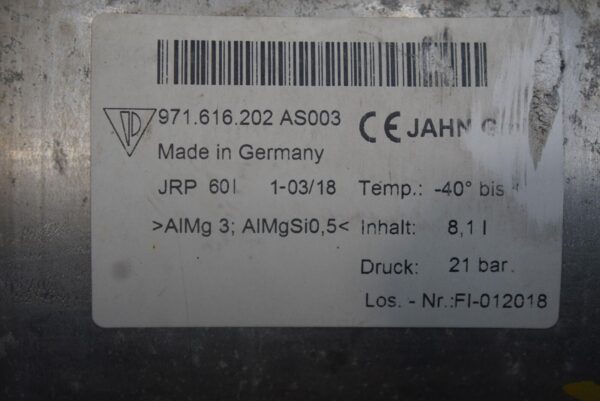 971.616.202 AS003
CE JAHN G
Made in Germany
JRP 60l 1-03/18 Temp.: -40° bis
>AlMg 3; AlMgSi0,5< Inhalt: 8,1 l
Druck: 21 bar.
Los. - Nr.:FI-012018